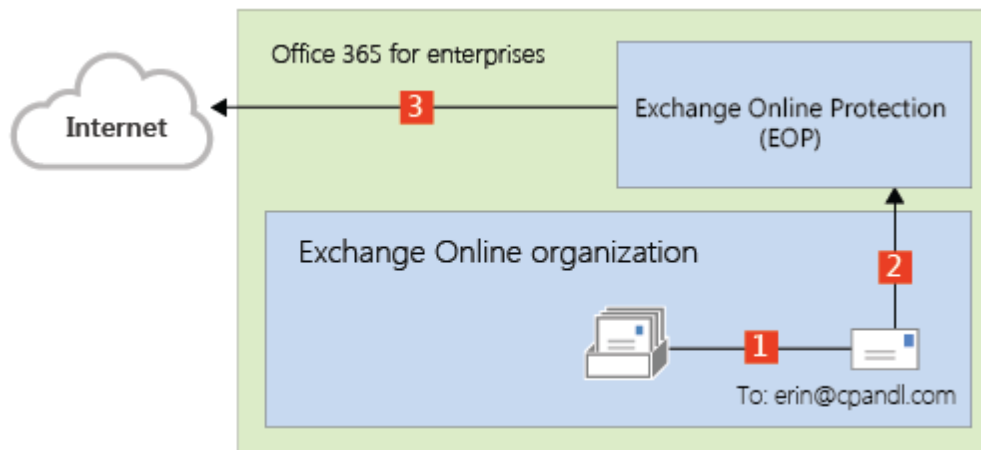 Office 365 for enterprises
Internet
3
Exchange Online Protection
(EOP)
Exchange Online organization
2
1
To: erin@cpandl.com